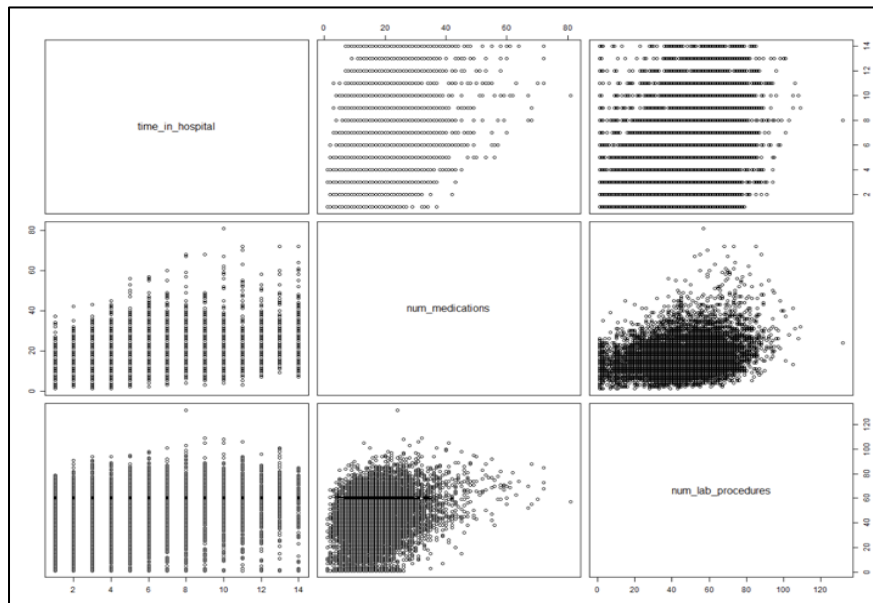 0 20 40 60 80
time_in_hospital
2 4 6 8 10 12 14
0 20 40 60 80
num_medications
num_lab_procedures
0 20 40 60 80 100 120
2 4 6 8 10 12 14
0 20 40 60 80 100 120